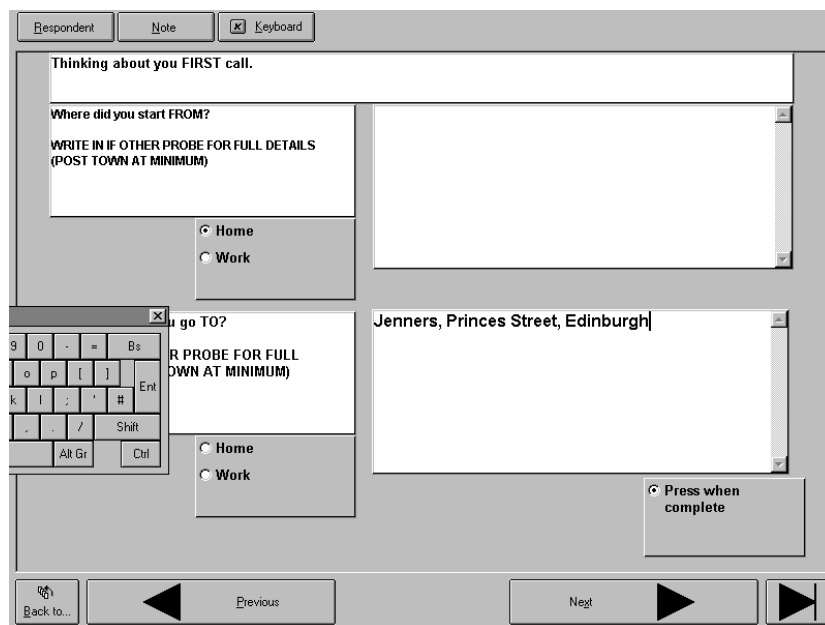 Respondent
Note
K Keyboard
Thinking about you FIRST call.
Where did you start FROM?
WRITE IN IF OTHER PROBE FOR FULL DETAILS
(POST TOWN AT MINIMUM)
Home
Work
go TO?
Jenners, Princes Street, Edinburgh
R PROBE FOR FULL
OWN AT MINIMUM)
9 0 - = Bs
o p [ ] Ent
k l ; ' #
, . / Shift
Alt Gr Ctrl
Home
Work
Press when
complete
Back to...
Previous
Next